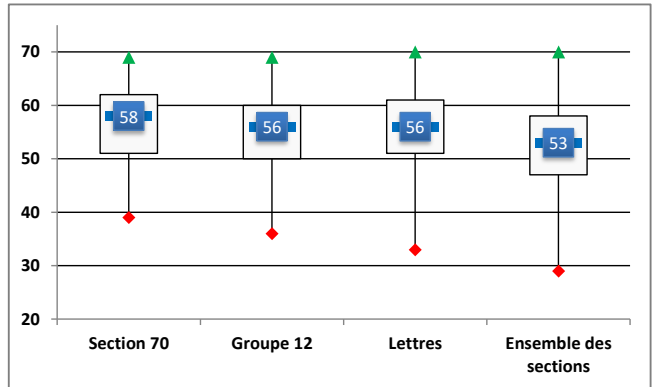 70
60
50
40
30
20
58
56
56
53
Section 70
Groupe 12
Lettres
Ensemble des
sections